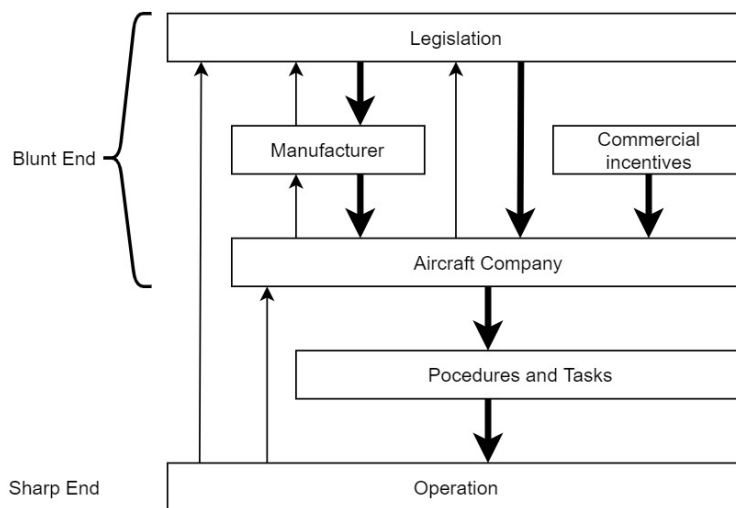 Legislation
Manufacturer
Commercial
incentives
Blunt End
Aircraft Company
Pocedures and Tasks
Sharp End
Operation